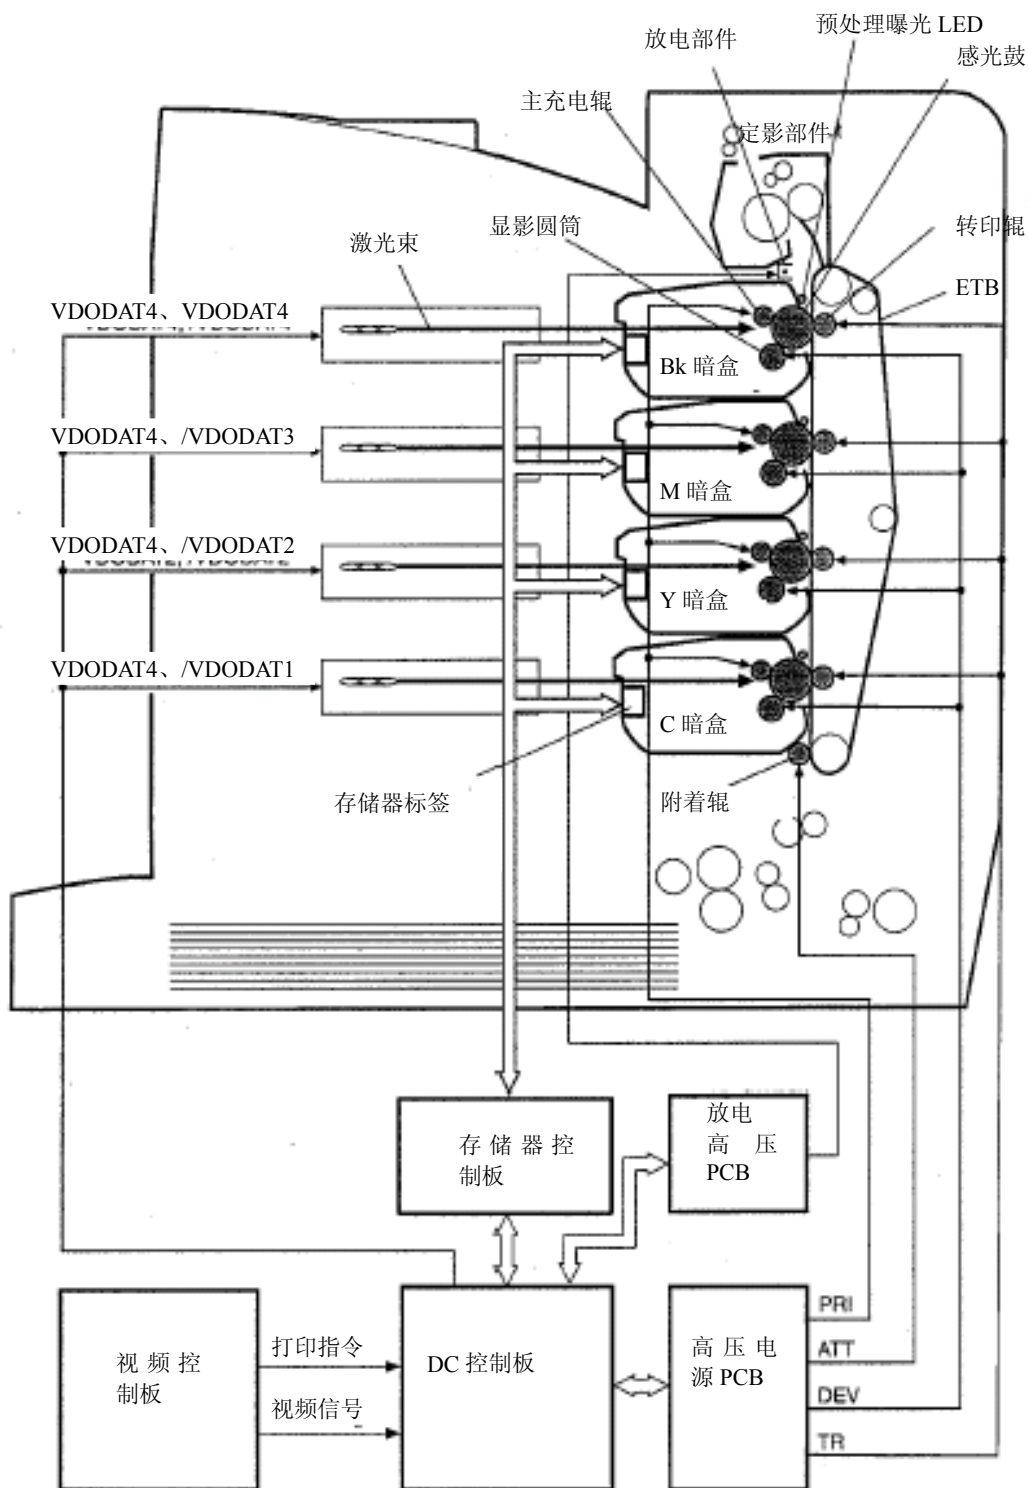 预处理曝光 LED
放电部件
感光鼓
主充电辊
定影部件
显影圆筒
转印辊
激光束
ETB
VDODAT4、VDODAT4
Bk 暗盒
VDODAT4、/VDODAT3
M 暗盒
VDODAT4、/VDODAT2
Y 暗盒
VDODAT4、/VDODAT1
C 暗盒
存储器标签
附着辊
存储器控
制板
放电
高压
PCB
视频控
制板
打印指令
视频信号
DC 控制板
高压电
源 PCB
PRI
ATT
DEV
TR